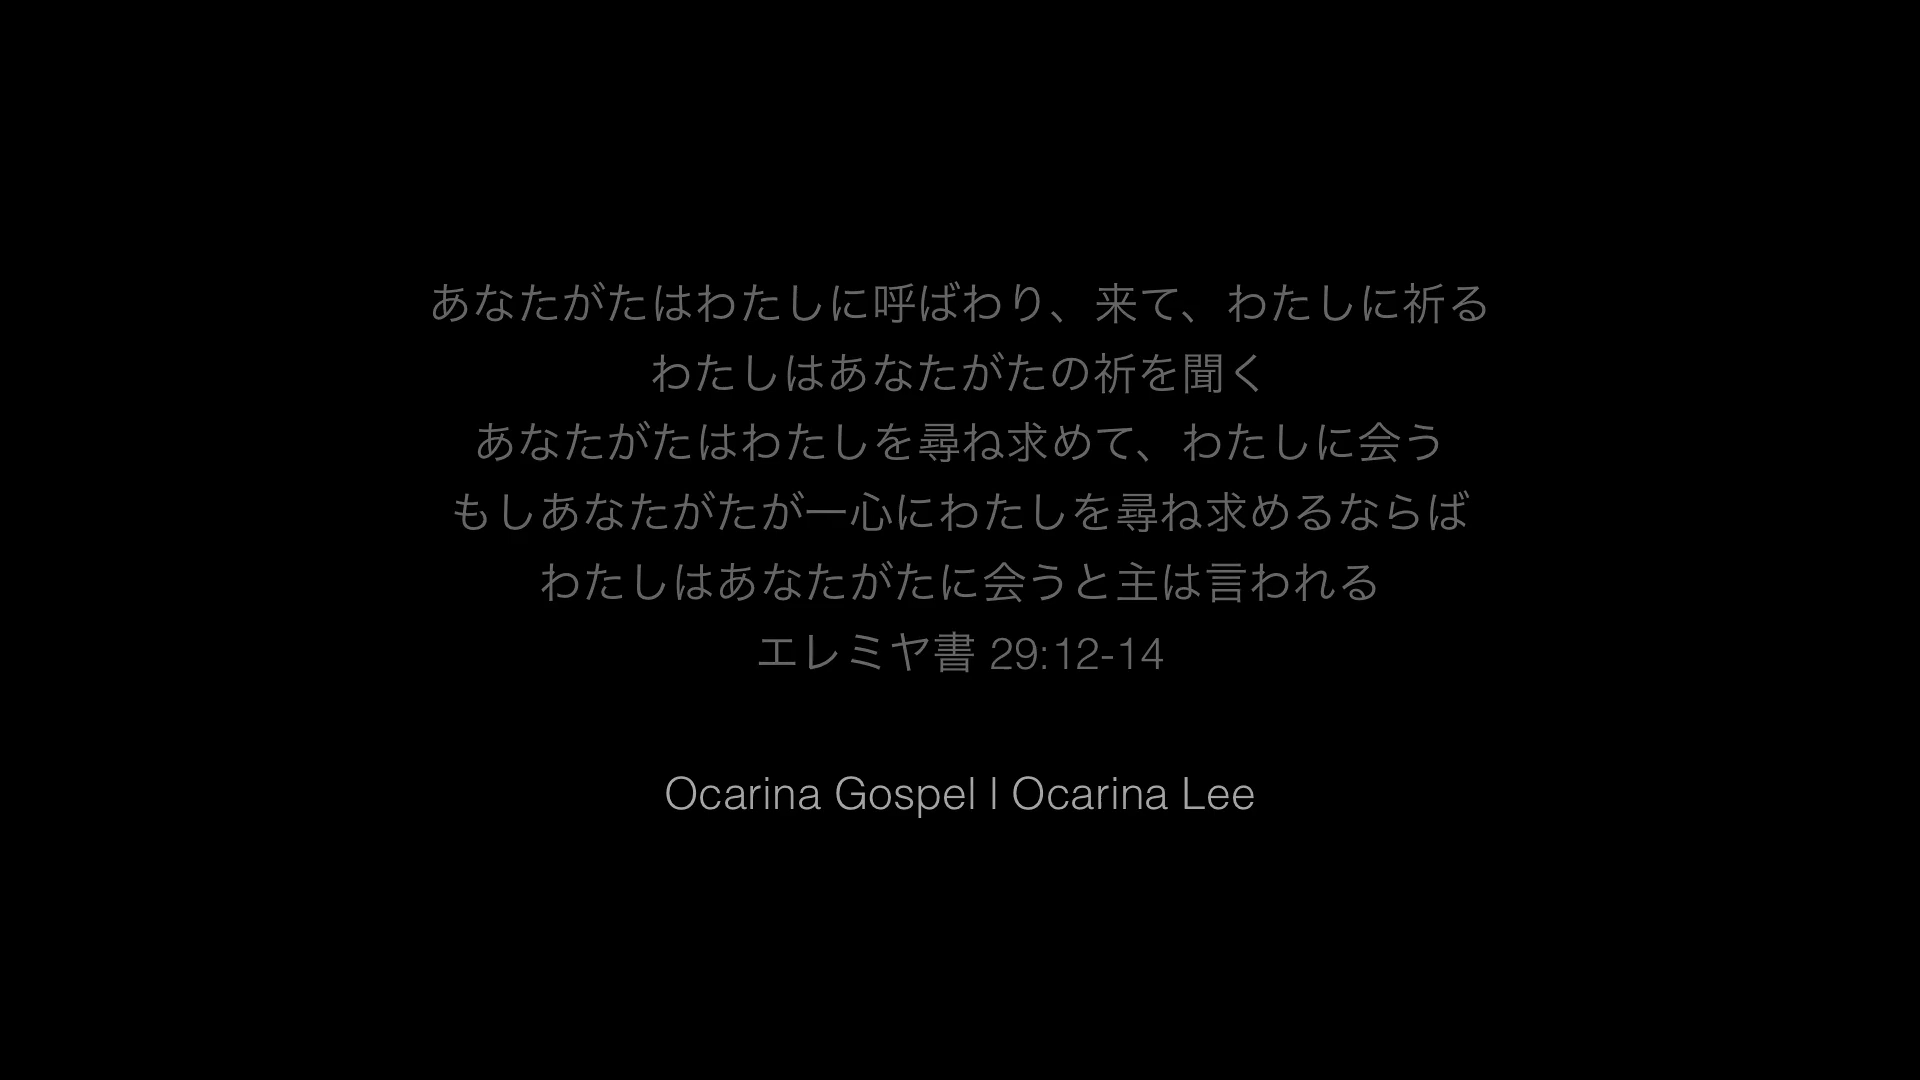 あなたがたはわたしに呼ばわり、来て、わたしに祈る
わたしはあなたがたの祈を聞く
あなたがたはわたしを尋ね求めて、わたしに会う
もしあなたがたが一心にわたしを尋ね求めるならば
わたしはあなたがたに会うと主は言われる
エレミヤ書 29:12-14
Ocarina Gospel | Ocarina Lee